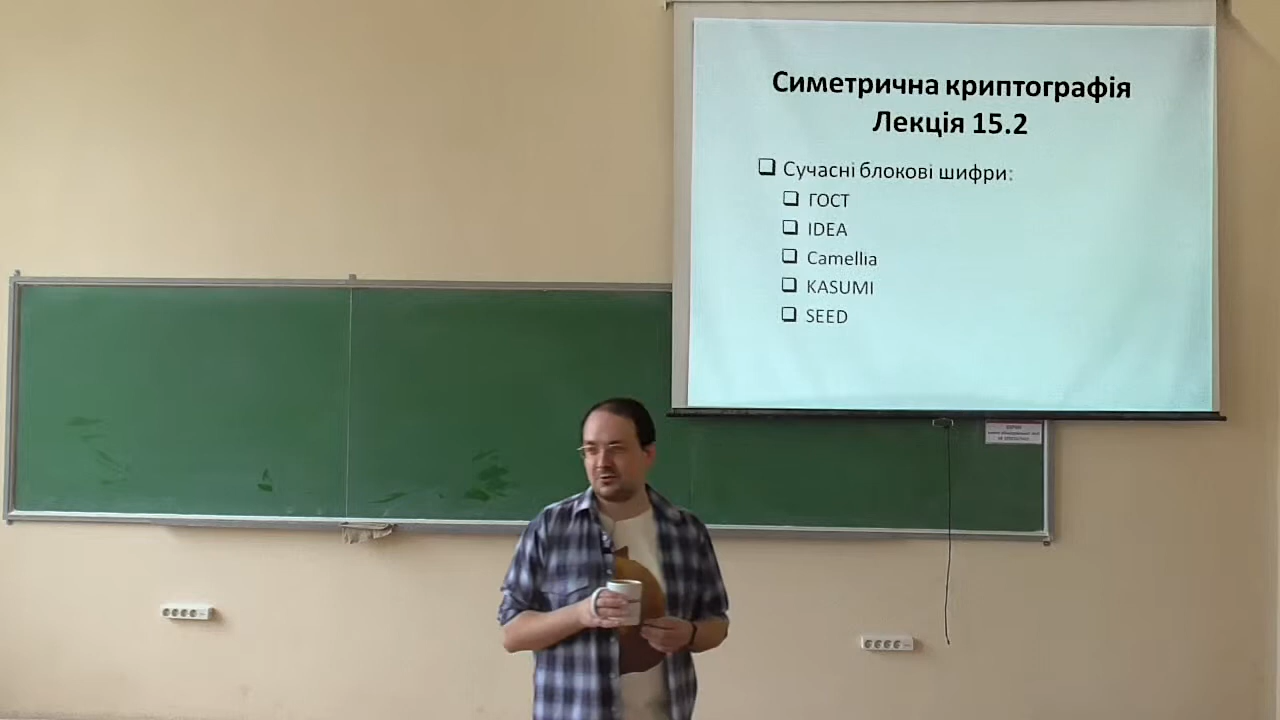 Симетрична криптографія
Лекція 15.2
Сучасні блокові шифри:
ГОСТ
IDEA
Camellia
KASUMI
SEED